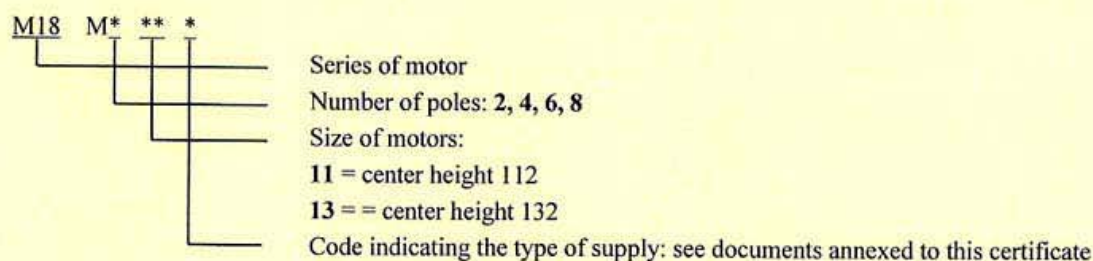 M18 M* ** *
Series of motor
Number of poles: 2, 4, 6, 8
Size of motors:
11 = center height 112
13 = = center height 132
Code indicating the type of supply: see documents annexed to this certificate